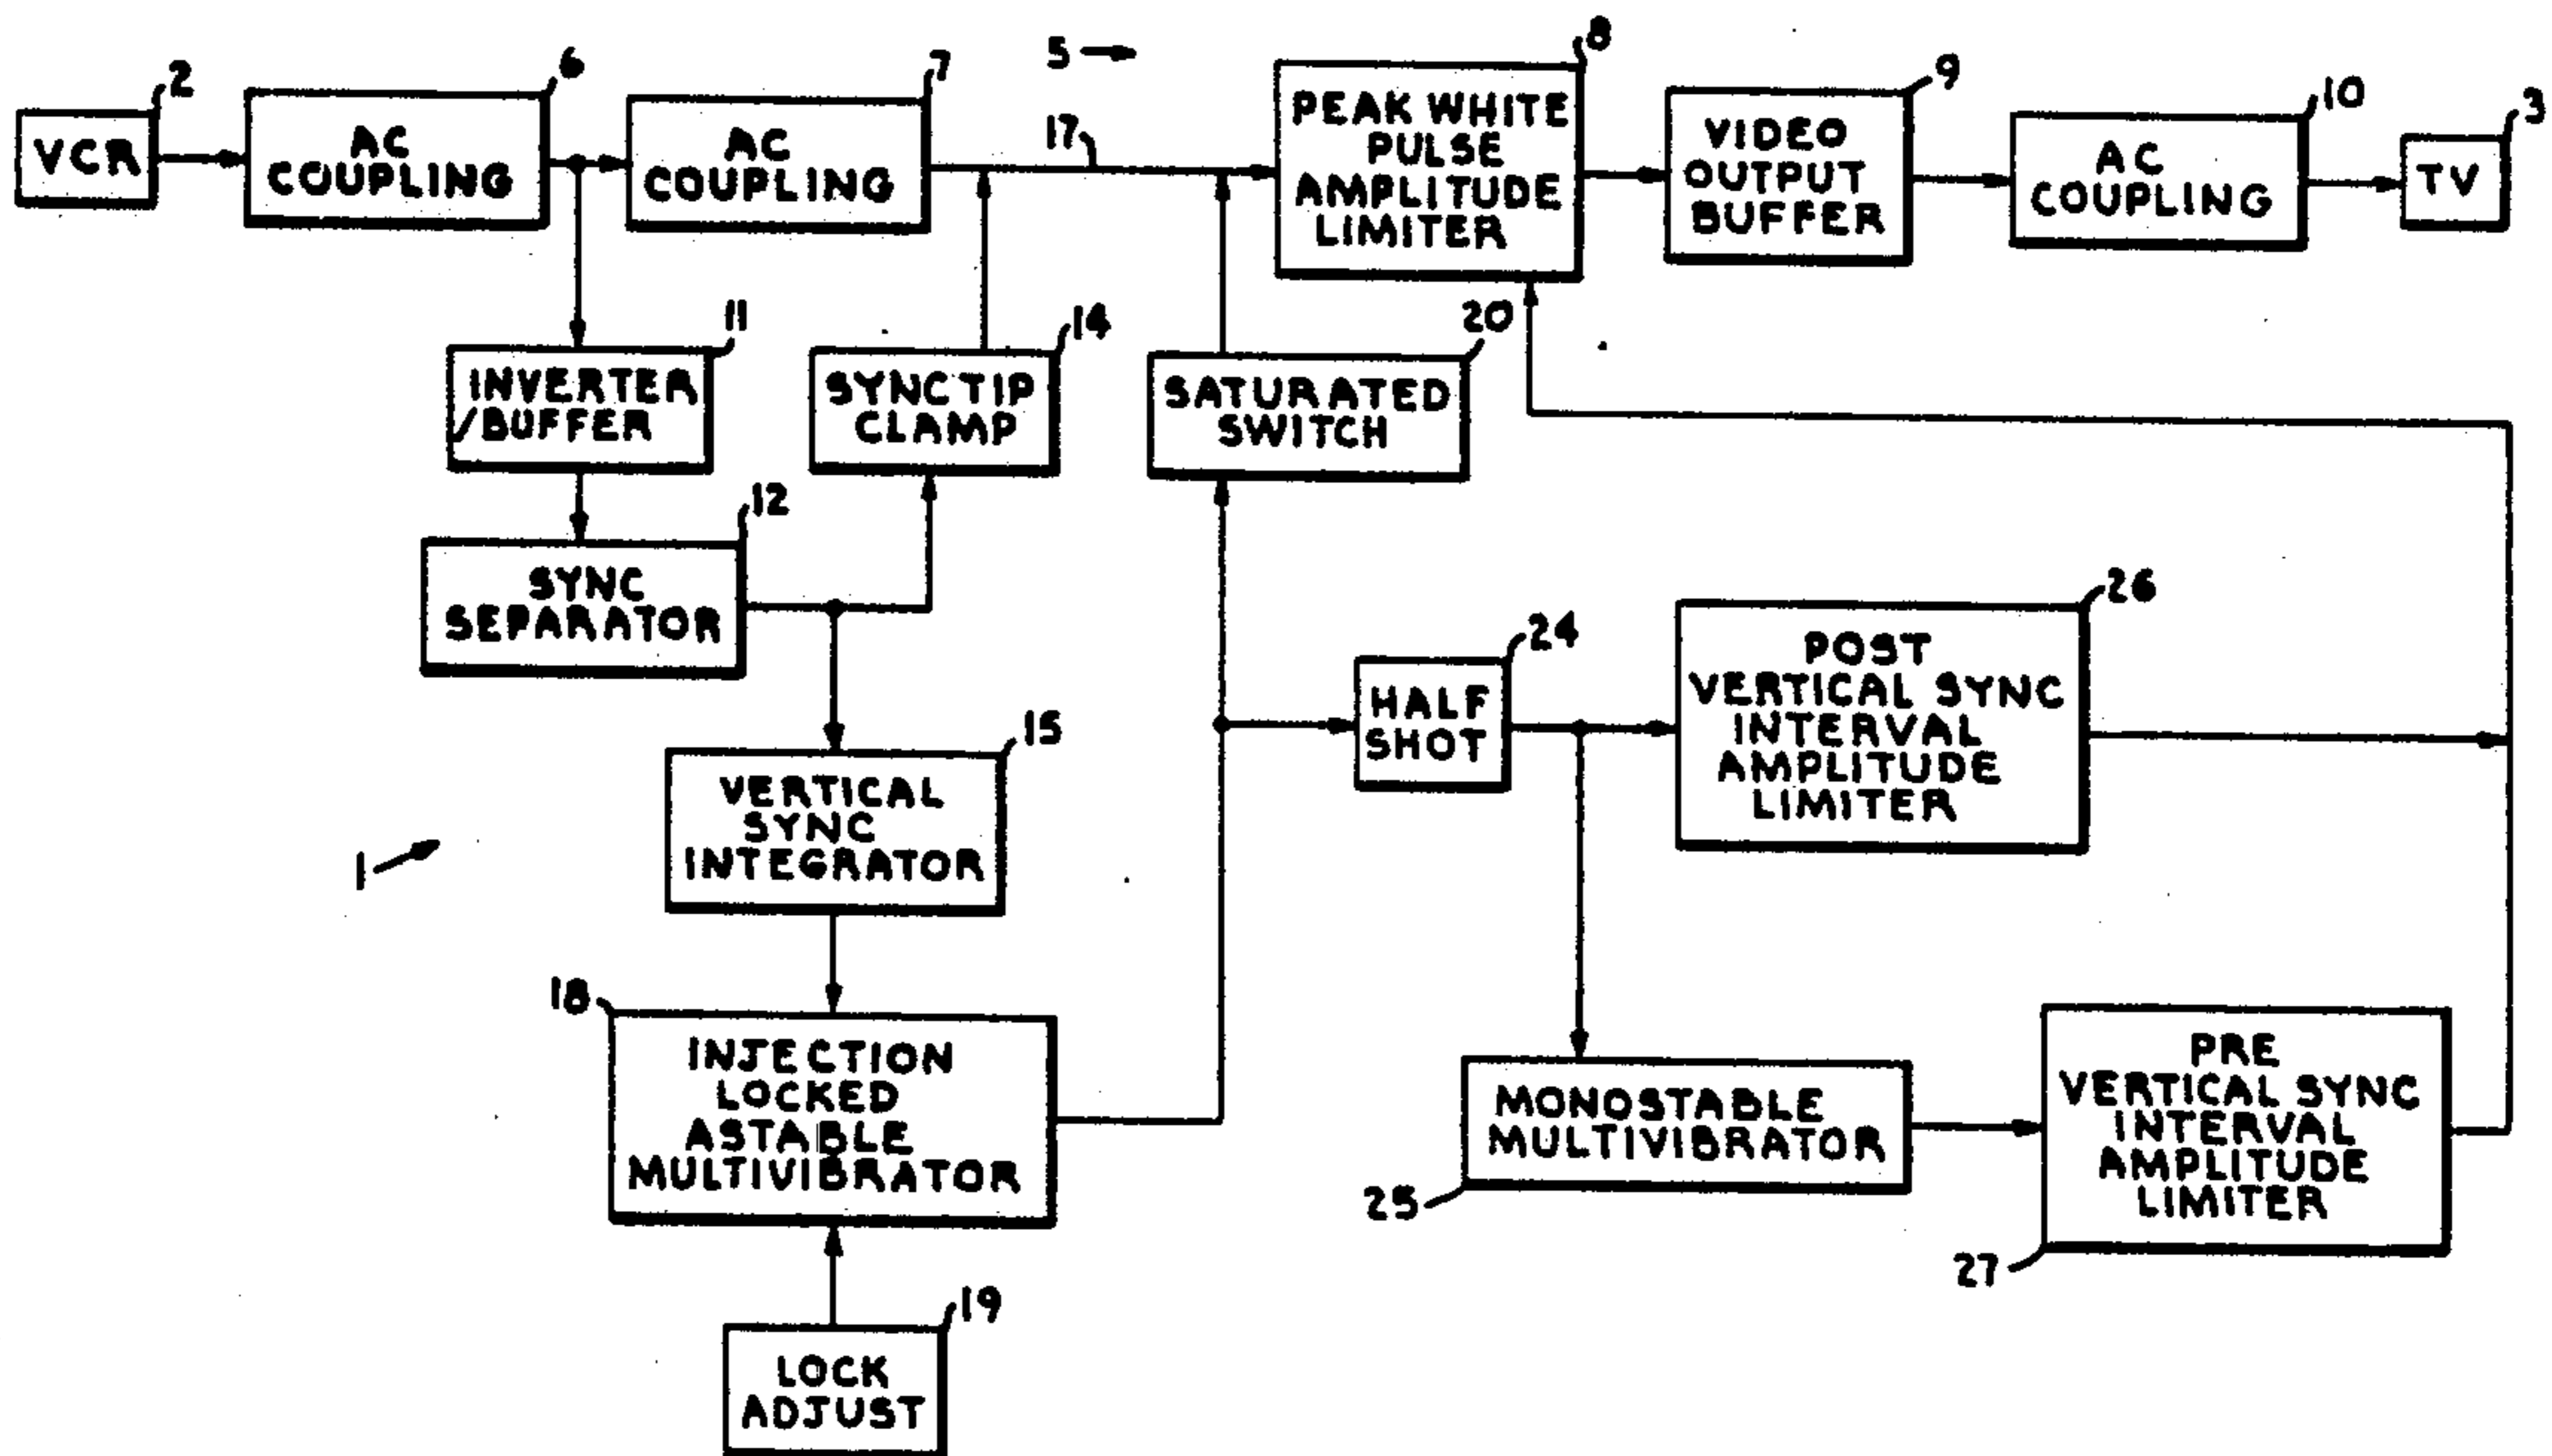 5
2
VCR
6
AC
COUPLING
7
AC
COUPLING
17
8
PEAK WHITE
PULSE
AMPLITUDE
LIMITER
9
VIDEO
OUTPUT
BUFFER
10
AC
COUPLING
3
TV
11
INVERTER
/BUFFER
14
SYNC TIP
CLAMP
20
SATURATED
SWITCH
12
SYNC
SEPARATOR
24
HALF
SHOT
26
POST
VERTICAL SYNC
INTERVAL
AMPLITUDE
LIMITER
15
VERTICAL
SYNC
INTEGRATOR
1
18
INJECTION
LOCKED
ASTABLE
MULTIVIBRATOR
25
MONOSTABLE
MULTIVIBRATOR
27
PRE
VERTICAL SYNC
INTERVAL
AMPLITUDE
LIMITER
19
LOCK
ADJUST